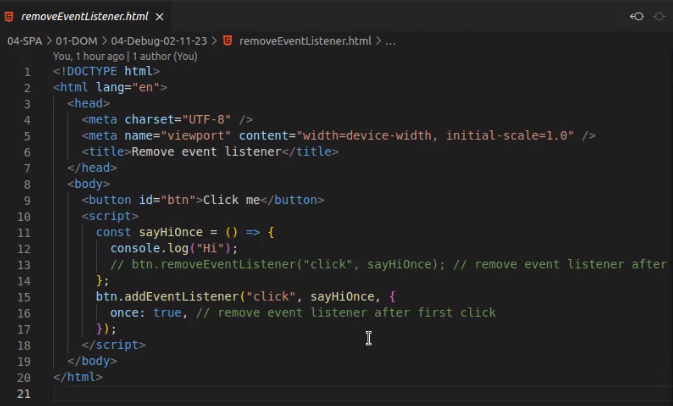 removeEventListener.html
04-SPA > 01-DOM > 04-Debug-02-11-23 > removeEventListener.html > ...
You, 1 hour ago | 1 author (You)
1 <!DOCTYPE html>
2 <html lang="en">
3 <head>
4 <meta charset="UTF-8" />
5 <meta name="viewport" content="width=device-width, initial-scale=1.0" />
6 <title>Remove event listener</title>
7 </head>
8 <body>
9 <button id="btn">Click me</button>
10 <script>
11 const sayHiOnce = () => {
12 console.log("Hi");
13 // btn.removeEventListener("click", sayHiOnce); // remove event listener after
14 };
15 btn.addEventListener("click", sayHiOnce, {
16 once: true, // remove event listener after first click
17 });
18 </script>
19 </body>
20 </html>
21